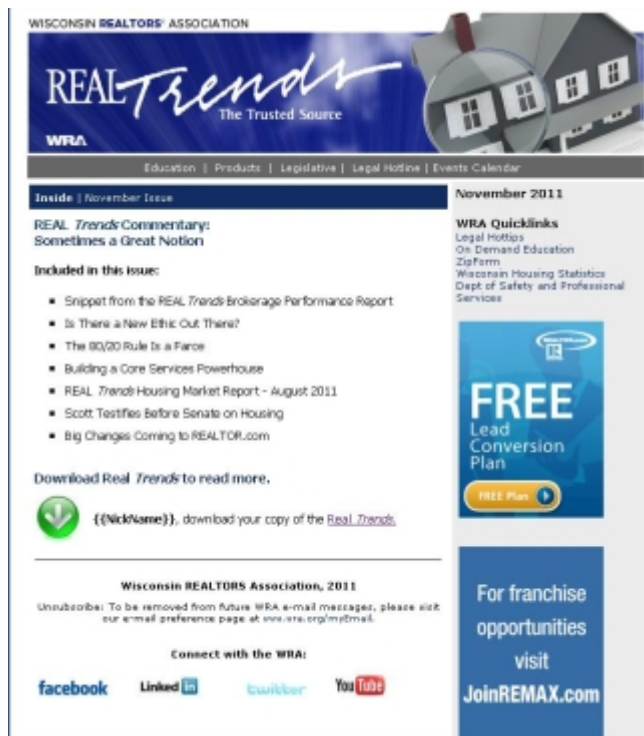 WISCONSIN REALTORS® ASSOCIATION
REAL Trends
The Trusted Source
WRA
Education | Products | Legislative | Legal Hotline | Events Calendar
Inside | November Issue
REAL Trends Commentary:
Sometimes a Great Notion
Included in this issue:
Snippet from the REAL Trends Brokerage Performance Report
Is There a New Ethic Out There?
The 80/20 Rule Is a Farce
Building a Core Services Powerhouse
REAL Trends Housing Market Report - August 2011
Scott Testifies Before Senate on Housing
Big Changes Coming to REALTOR.com
Download Real Trends to read more.
{{NickName}}, download your copy of the Real Trends.
Wisconsin REALTORS Association, 2011
Unsubscribe: To be removed from future WRA e-mail messages, please visit
our e-mail preference page at www.wra.org/myEmail.
Connect with the WRA:
facebook
Linked in
twitter
You Tube
November 2011
WRA Quicklinks
Legal Hottips
On Demand Education
ZipForm
Wisconsin Housing Statistics
Dept of Safety and Professional
Services
REALTOR.com
FREE
Lead
Conversion
Plan
FREE Plan
For franchise
opportunities
visit
JoinREMAX.com